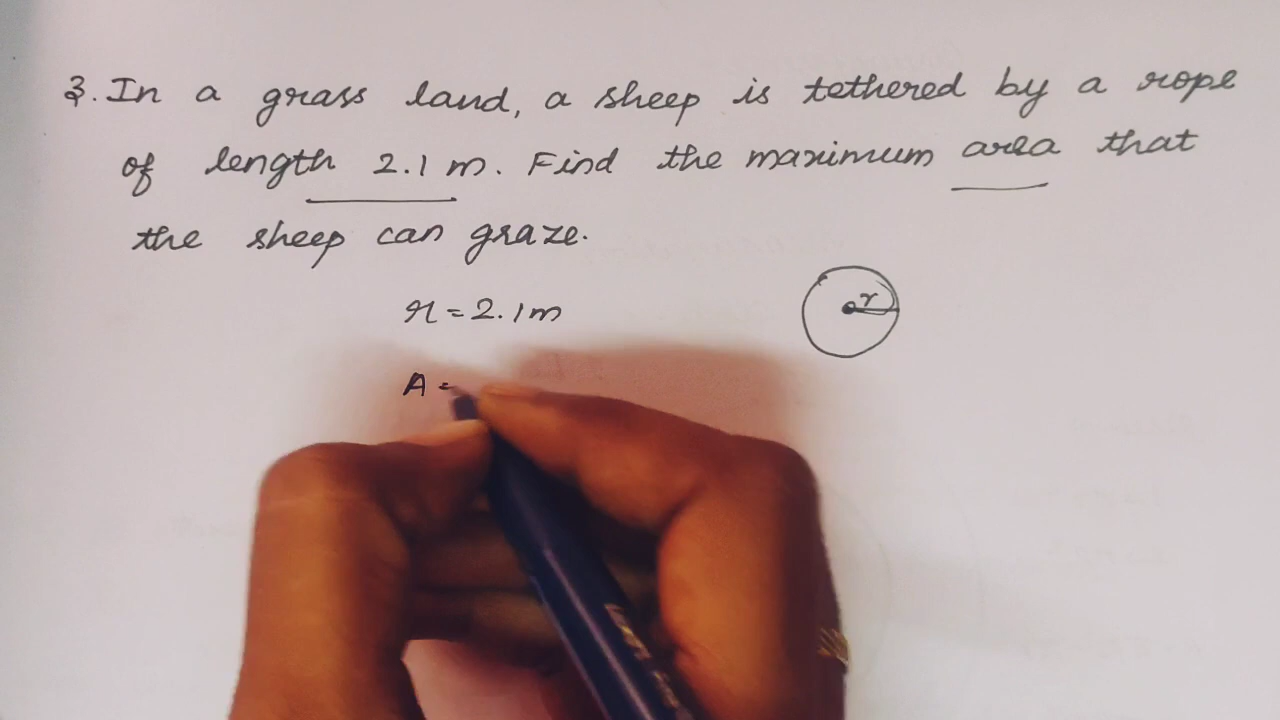 3. In a grass land, a sheep is tethered by a rope
of length 2.1 m. Find the maximum area that
the sheep can graze.
r = 2.1m
r
A =